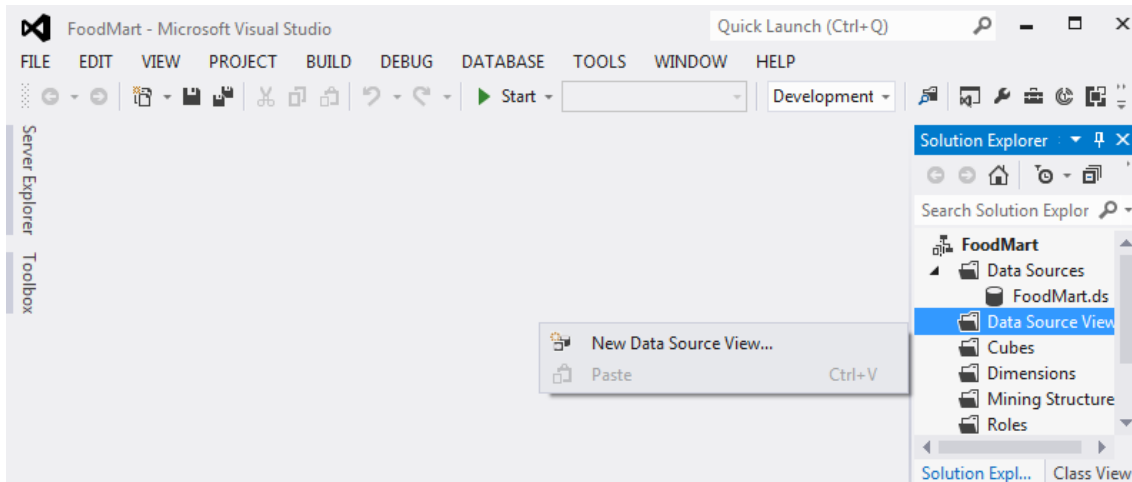 FoodMart - Microsoft Visual Studio
Quick Launch (Ctrl+Q)
FILE EDIT VIEW PROJECT BUILD DEBUG DATABASE TOOLS WINDOW HELP
Start
Development
Server Explorer
Toolbox
Solution Explorer
Search Solution Explor
FoodMart
Data Sources
FoodMart.ds
Data Source View
Cubes
Dimensions
Mining Structure
Roles
New Data Source View...
Paste Ctrl+V
Solution Expl... Class View